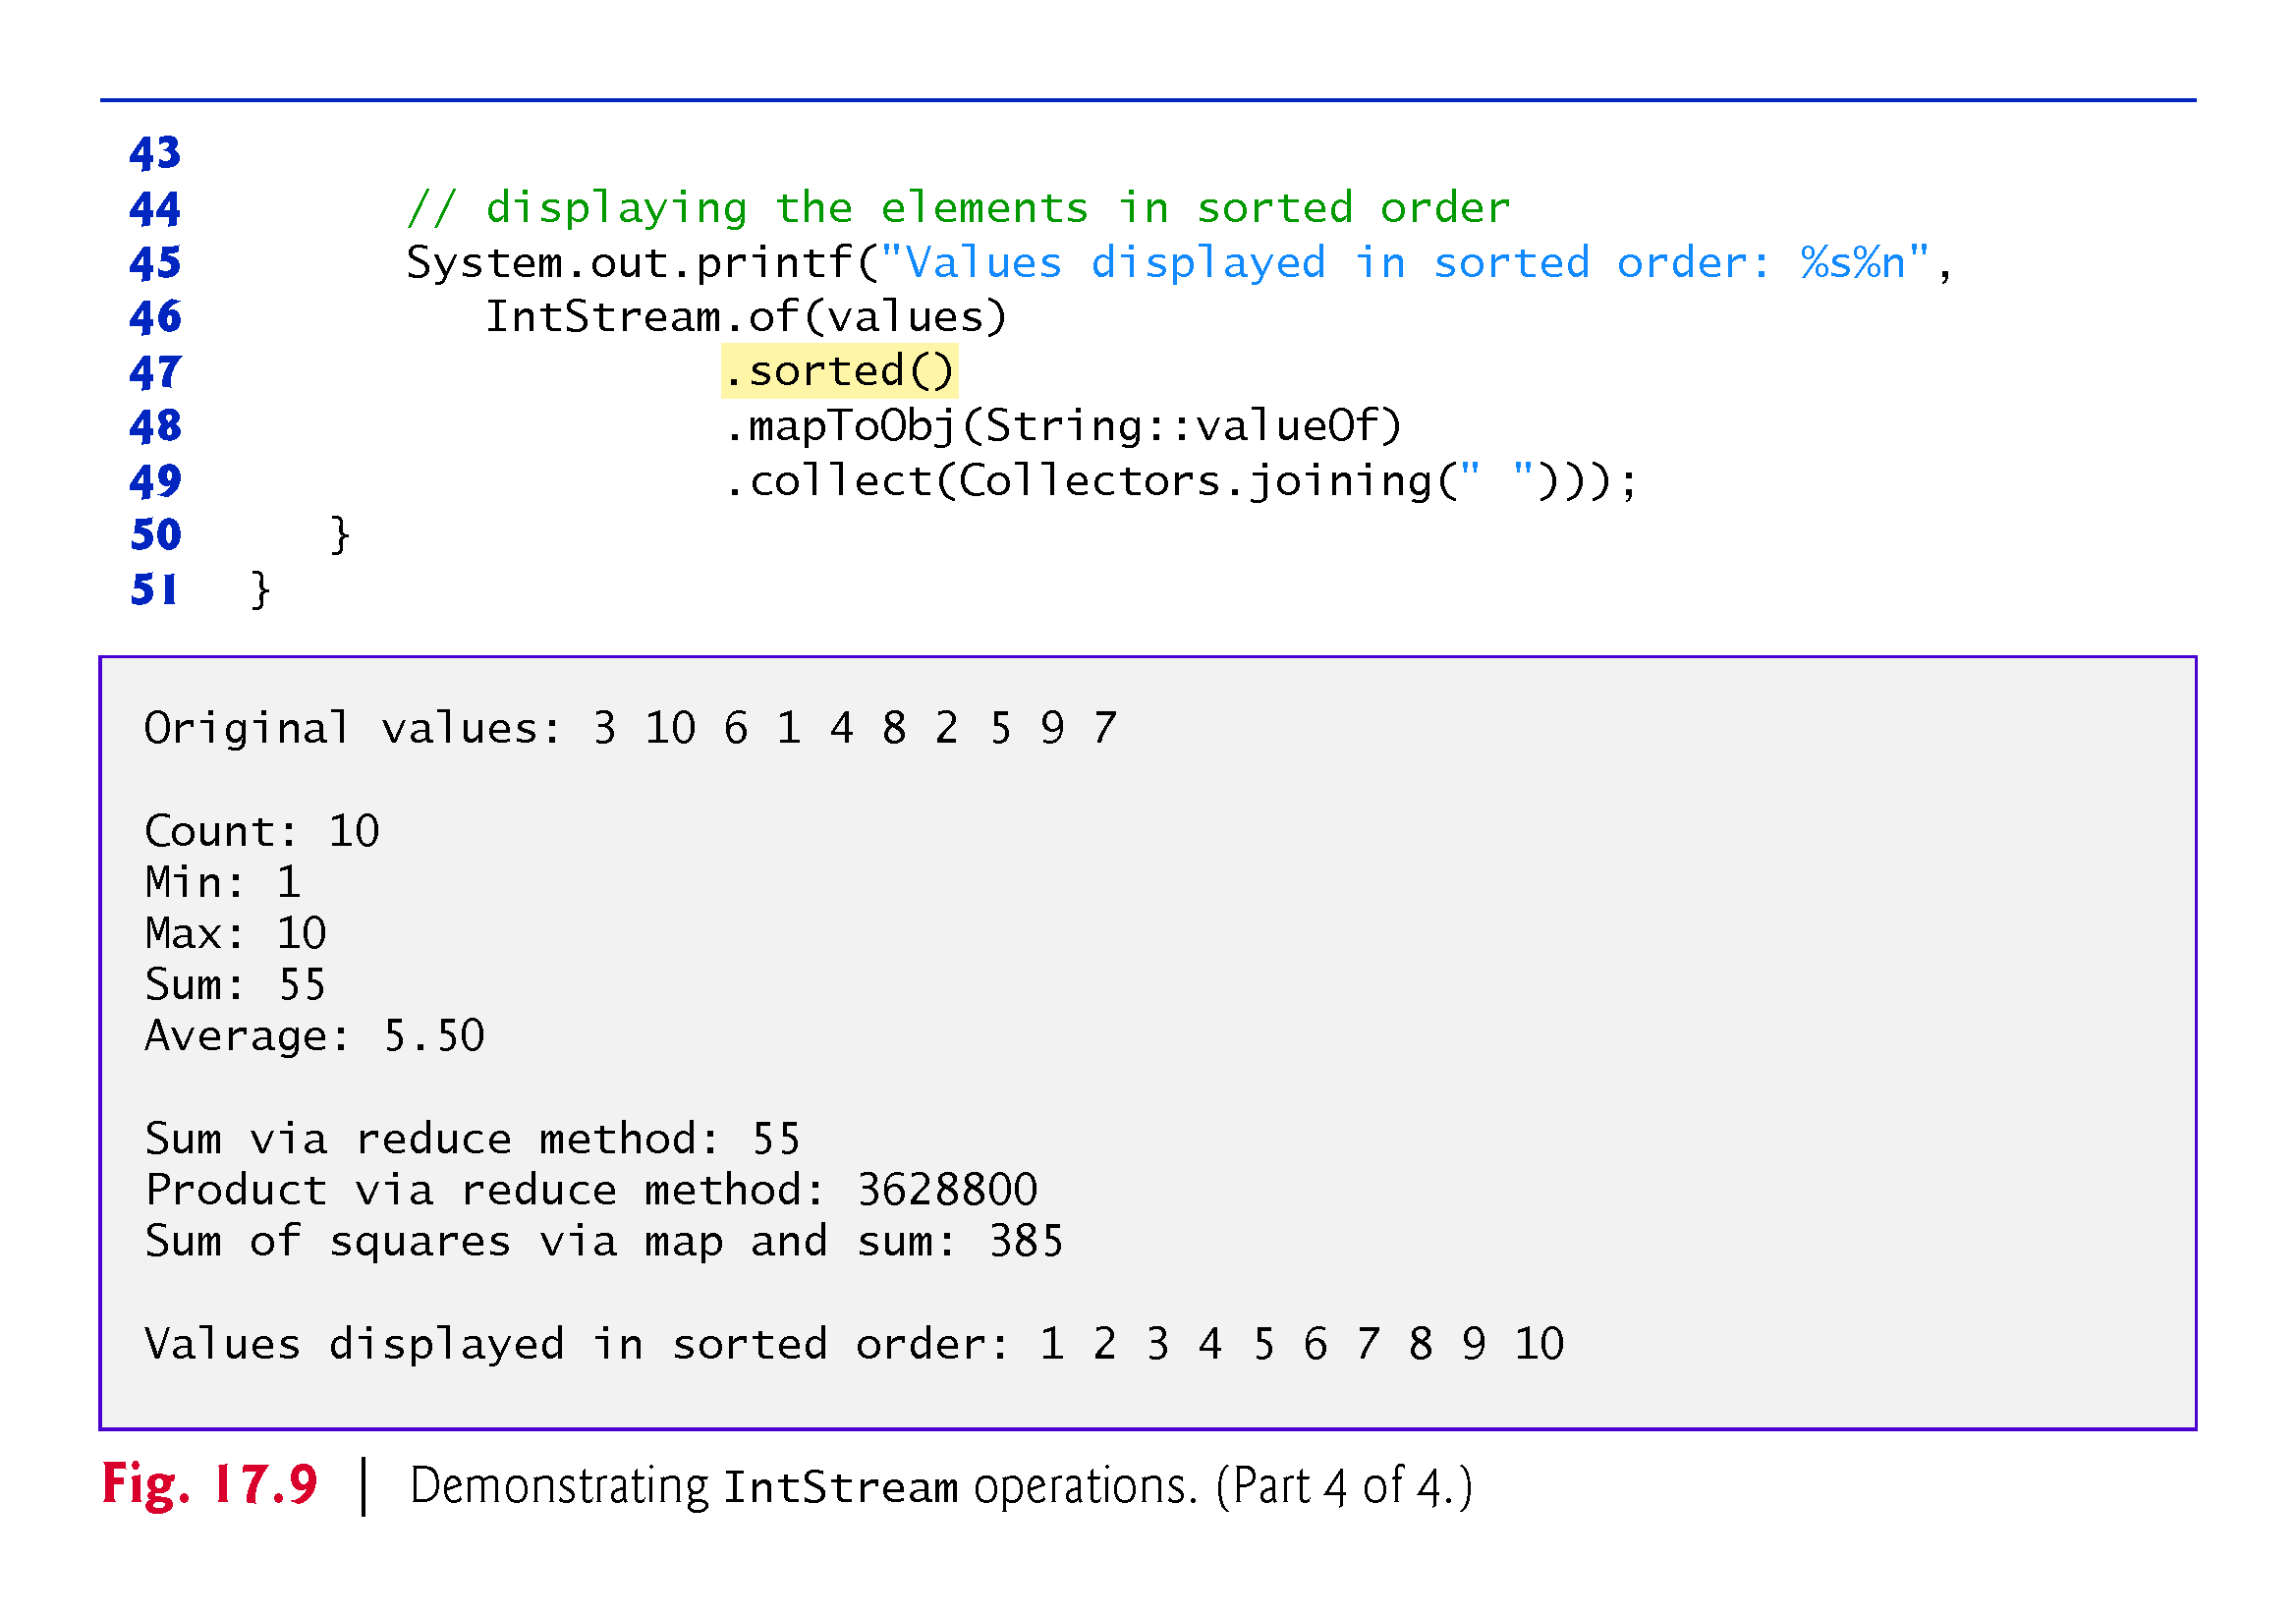 43
44 // displaying the elements in sorted order
45 System.out.printf("Values displayed in sorted order: %s%n",
46 IntStream.of(values)
47 .sorted()
48 .mapToObj(String::valueOf)
49 .collect(Collectors.joining(" ")));
50 }
51 }
Original values: 3 10 6 1 4 8 2 5 9 7
Count: 10
Min: 1
Max: 10
Sum: 55
Average: 5.50
Sum via reduce method: 55
Product via reduce method: 3628800
Sum of squares via map and sum: 385
Values displayed in sorted order: 1 2 3 4 5 6 7 8 9 10
Fig. 17.9 | Demonstrating IntStream operations. (Part 4 of 4.)